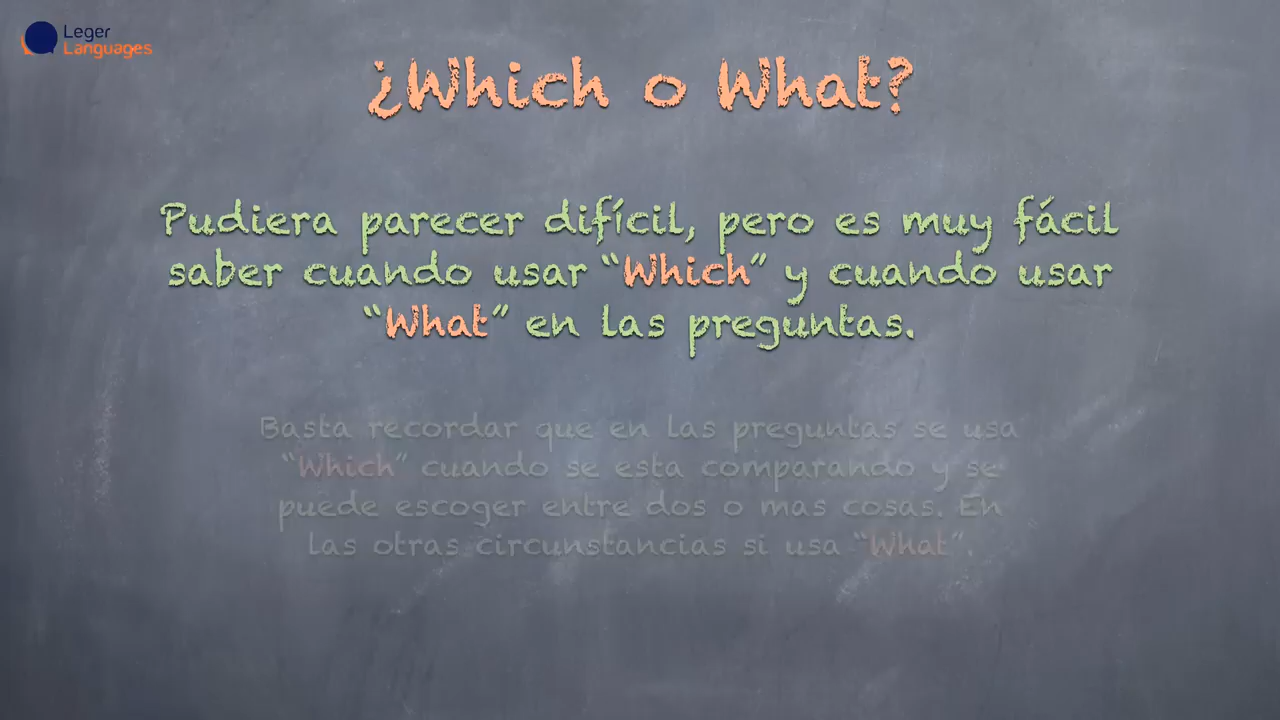 Leger
Languages
¿Which o What?
Pudiera parecer difícil, pero es muy fácil
saber cuando usar “Which” y cuando usar
“What” en las preguntas.
Basta recordar que en las preguntas se usa
“Which” cuando se esta comparando y se
puede escoger entre dos o mas cosas. En
las otras circunstancias si usa “What”.